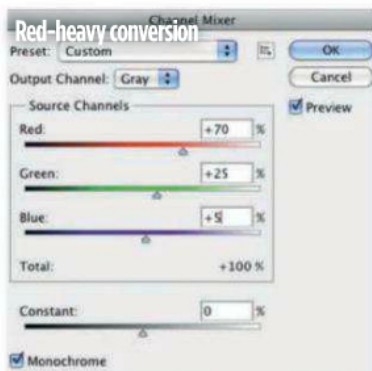 Channel Mixer
Red-heavy conversion
Preset: Custom
OK
Output Channel: Gray
Cancel
Source Channels
Preview
Red: +70 %
Green: +25 %
Blue: +5 %
Total: +100 %
Constant: 0 %
Monochrome